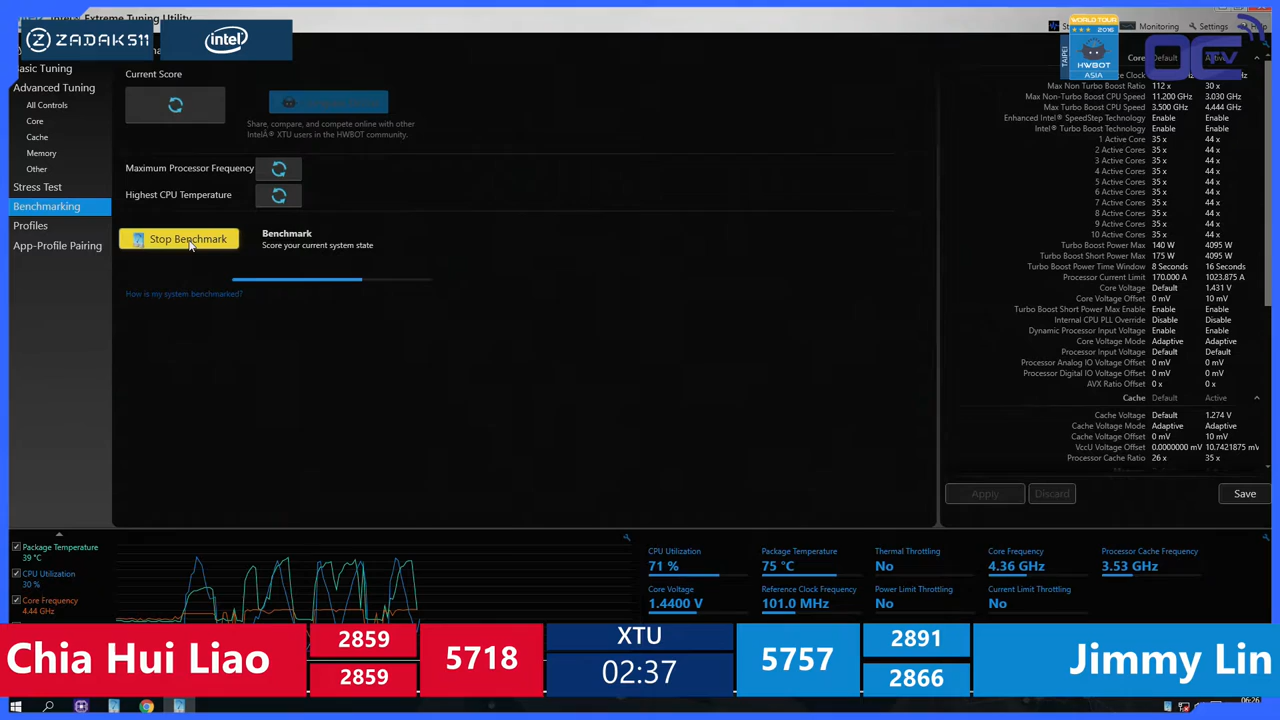 Extreme Tuning Utility
ZADAK511
intel
WORLD TOUR
2016
TAIPEI
HWBOT
ASIA
OC
TV
Monitoring
Settings
Basic Tuning
Advanced Tuning
All Controls
Core
Cache
Memory
Other
Stress Test
Benchmarking
Profiles
App-Profile Pairing
Current Score
Share, compare, and compete online with other
IntelÂ® XTU users in the HWBOT community.
Maximum Processor Frequency
Highest CPU Temperature
Stop Benchmark
Benchmark
Score your current system state
How is my system benchmarked?
Core Default Active
Max Non Turbo Boost Ratio 112 x 30 x
Max Non-Turbo Boost CPU Speed 11.200 GHz 3.030 GHz
Max Turbo Boost CPU Speed 3.500 GHz 4.444 GHz
Enhanced Intel® SpeedStep Technology Enable Enable
Intel® Turbo Boost Technology Enable Enable
1 Active Core 35 x 44 x
2 Active Cores 35 x 44 x
3 Active Cores 35 x 44 x
4 Active Cores 35 x 44 x
5 Active Cores 35 x 44 x
6 Active Cores 35 x 44 x
7 Active Cores 35 x 44 x
8 Active Cores 35 x 44 x
9 Active Cores 35 x 44 x
10 Active Cores 35 x 44 x
Turbo Boost Power Max 140 W 4095 W
Turbo Boost Short Power Max 175 W 4095 W
Turbo Boost Power Time Window 8 Seconds 16 Seconds
Processor Current Limit 170.000 A 1023.875 A
Core Voltage Default 1.431 V
Core Voltage Offset 0 mV 10 mV
Turbo Boost Short Power Max Enable Enable Enable
Internal CPU PLL Override Disable Disable
Dynamic Processor Input Voltage Enable Enable
Core Voltage Mode Adaptive Adaptive
Processor Input Voltage Default Default
Processor Analog IO Voltage Offset 0 mV 0 mV
Processor Digital IO Voltage Offset 0 mV 0 mV
AVX Ratio Offset 0 x 0 x
Cache Default Active
Cache Voltage Default 1.274 V
Cache Voltage Mode Adaptive Adaptive
Cache Voltage Offset 0 mV 10 mV
VccU Voltage Offset 0.0000000 mV 10.7421875 mV
Processor Cache Ratio 26 x 35 x
Apply
Discard
Save
Package Temperature
39 °C
CPU Utilization
30 %
Core Frequency
4.44 GHz
CPU Utilization
71 %
Package Temperature
75 °C
Thermal Throttling
No
Core Frequency
4.36 GHz
Processor Cache Frequency
3.53 GHz
Core Voltage
1.4400 V
Reference Clock Frequency
101.0 MHz
Power Limit Throttling
No
Current Limit Throttling
No
Chia Hui Liao
2859
2859
5718
XTU
02:37
5757
2891
2866
Jimmy Lin
06:26